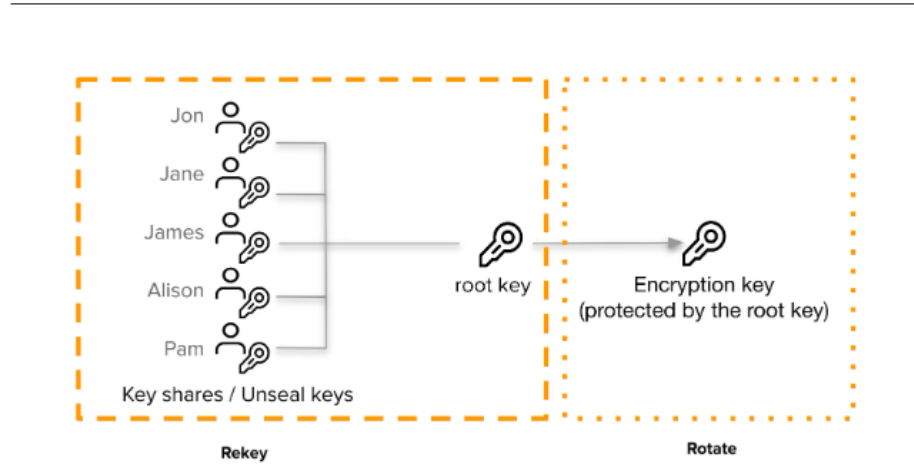 Jon
Jane
James
Alison
Pam
Key shares / Unseal keys
root key
Encryption key
(protected by the root key)
Rekey
Rotate